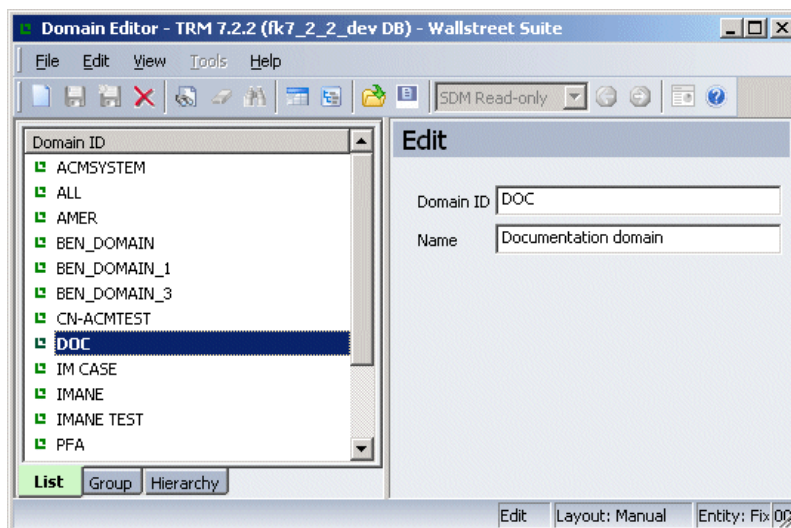 Domain Editor - TRM 7.2.2 (fk7_2_2_dev DB) - Wallstreet Suite
File Edit View Tools Help
SDM Read-only
Domain ID
ACMSYSTEM
ALL
AMER
BEN_DOMAIN
BEN_DOMAIN_1
BEN_DOMAIN_3
CN-ACMTEST
DOC
IM CASE
IMANE
IMANE TEST
PFA
List Group Hierarchy
Edit
Domain ID DOC
Name Documentation domain
Edit Layout: Manual Entity: Fix